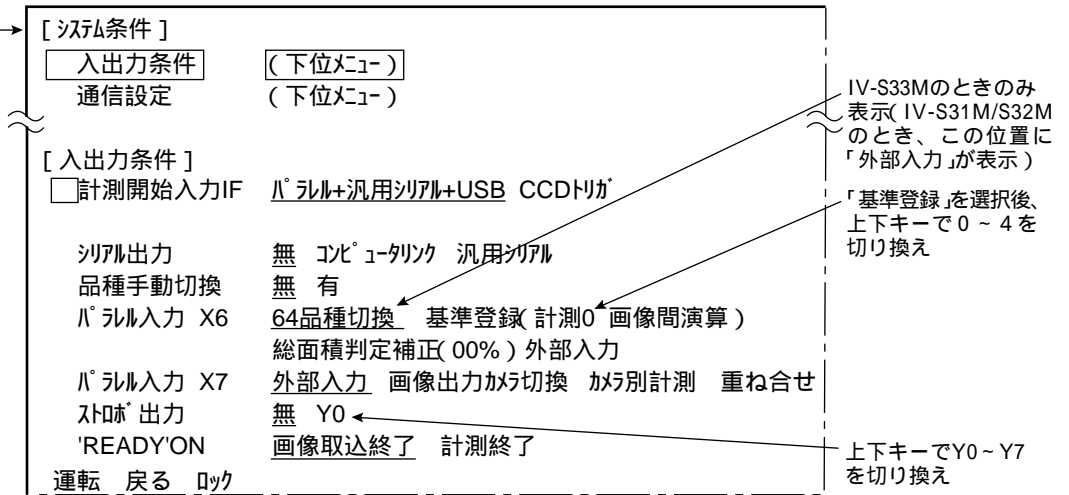 [ ｼｽﾃﾑ条件 ]
入出力条件 ( 下位ﾒﾆｭｰ )
通信設定 ( 下位ﾒﾆｭｰ )
[ 入出力条件 ]
計測開始入力IF ﾊﾟﾗﾚﾙ+汎用ｼﾘｱﾙ+USB CCDﾄﾘｶﾞ
ｼﾘｱﾙ出力 無 ｺﾝﾋﾟｭｰﾀﾘﾝｸ 汎用ｼﾘｱﾙ
品種手動切換 無 有
ﾊﾟﾗﾚﾙ入力 X6 64品種切換 基準登録( 計測0 画像間演算 )
総面積判定補正( 00% ) 外部入力
ﾊﾟﾗﾚﾙ入力 X7 外部入力 画像出力ｶﾒﾗ切換 ｶﾒﾗ別計測 重ね合せ
ｽﾄﾛﾎﾞ出力 無 Y0
'READY'ON 画像取込終了 計測終了
運転 戻る ﾛｯｸ
IV-S33Mのときのみ
表示( IV-S31M/S32M
のとき、この位置に
「外部入力」が表示 )
「基準登録」を選択後、
上下キーで 0 ～ 4 を
切り換え
上下キーでY0～Y7
を切り換え